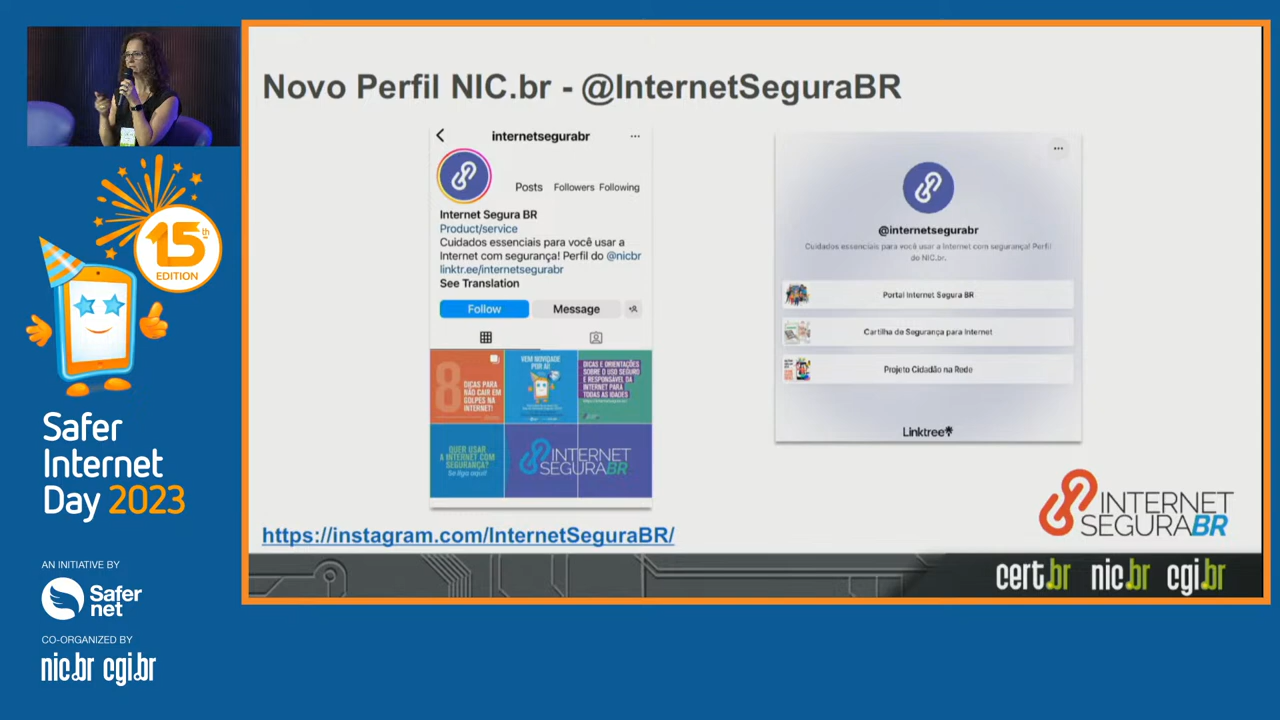 Novo Perfil NIC.br - @InternetSeguraBR
internetsegurabr
Posts Followers Following
Internet Segura BR
Product/service
Cuidados essenciais para você usar a
Internet com segurança! Perfil do @nicbr
linktr.ee/internetsegurabr
See Translation
Follow
Message
8
DICAS PARA
NÃO CAIR EM
GOLPES NA
INTERNET!
VEM NOVIDADE
POR AÍ!
DICAS E ORIENTAÇÕES
SOBRE O USO SEGURO
E RESPONSÁVEL DA
INTERNET PARA
TODAS AS IDADES
QUER USAR
A INTERNET COM
SEGURANÇA?
Se liga aqui!
INTERNET
SEGURABR
https://instagram.com/InternetSeguraBR/
@internetsegurabr
Cuidados essenciais para você usar a Internet com segurança! Perfil
do NIC.br.
Portal Internet Segura BR
Cartilha de Segurança para Internet
Projeto Cidadão na Rede
Linktree
INTERNET
SEGURABR
cert.br nic.br cgi.br
15th
EDITION
Safer
Internet
Day 2023
AN INITIATIVE BY
Safer
net
CO-ORGANIZED BY
nic.br cgi.br